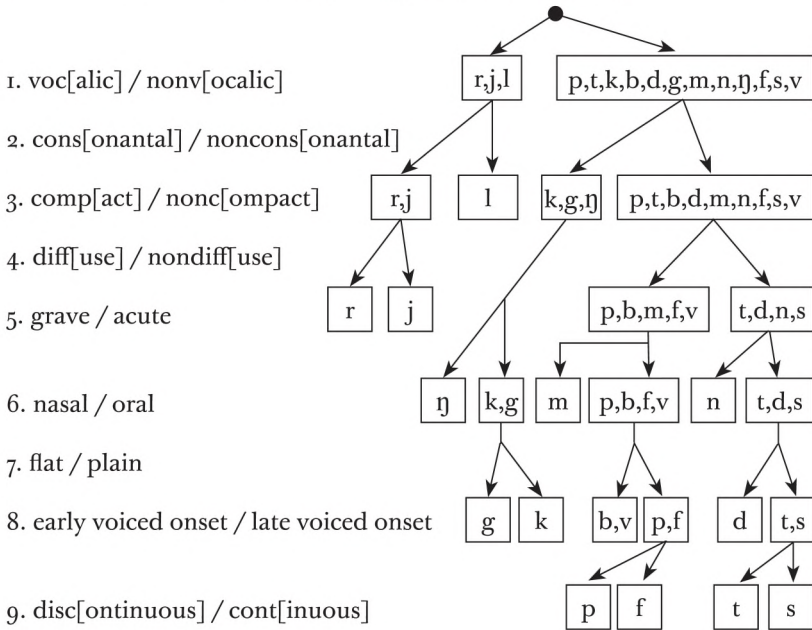 1. voc[alic] / nonv[ocalic]
r,j,l
p,t,k,b,d,g,m,n,ŋ,f,s,v
2. cons[onantal] / noncons[onantal]
3. comp[act] / nonc[ompact]
r,j
l
k,g,ŋ
p,t,b,d,m,n,f,s,v
4. diff[use] / nondiff[use]
5. grave / acute
r
j
p,b,m,f,v
t,d,n,s
6. nasal / oral
ŋ
k,g
m
p,b,f,v
n
t,d,s
7. flat / plain
8. early voiced onset / late voiced onset
g
k
b,v
p,f
d
t,s
9. disc[ontinuous] / cont[inuous]
p
f
t
s